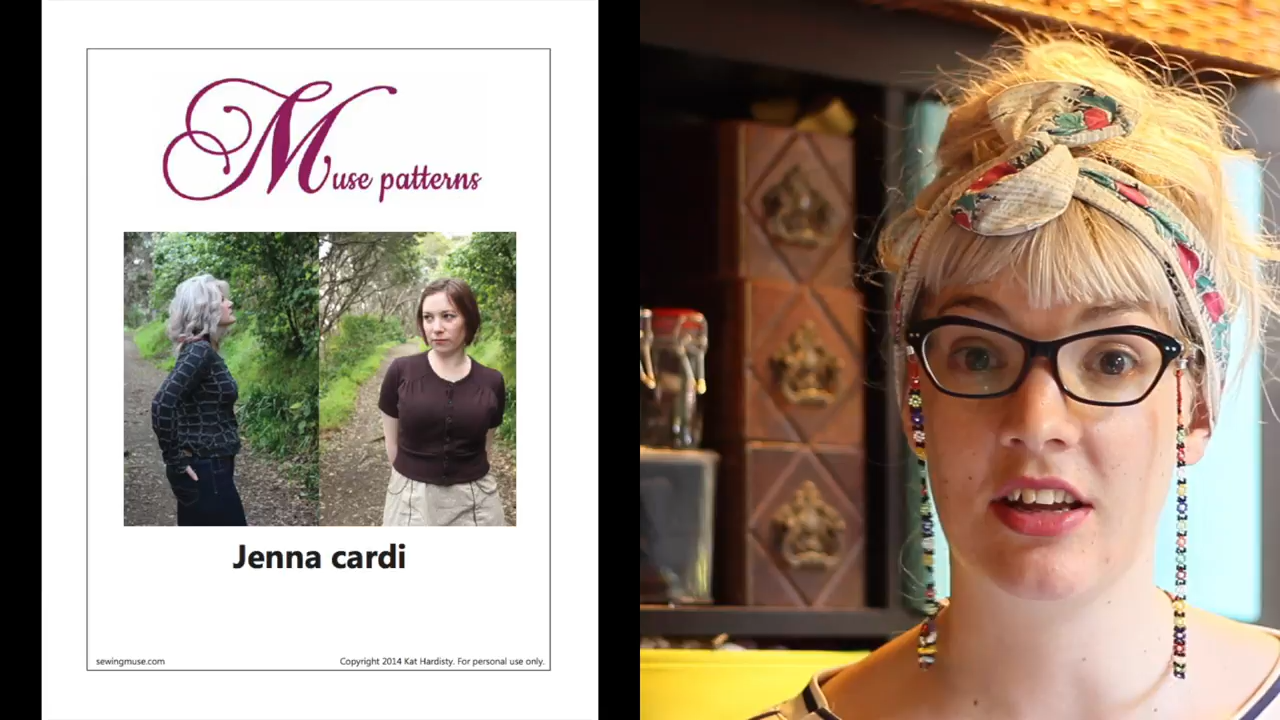 Muse patterns
Jenna cardi
sewingmuse.com
Copyright 2014 Kat Hardisty. For personal use only.